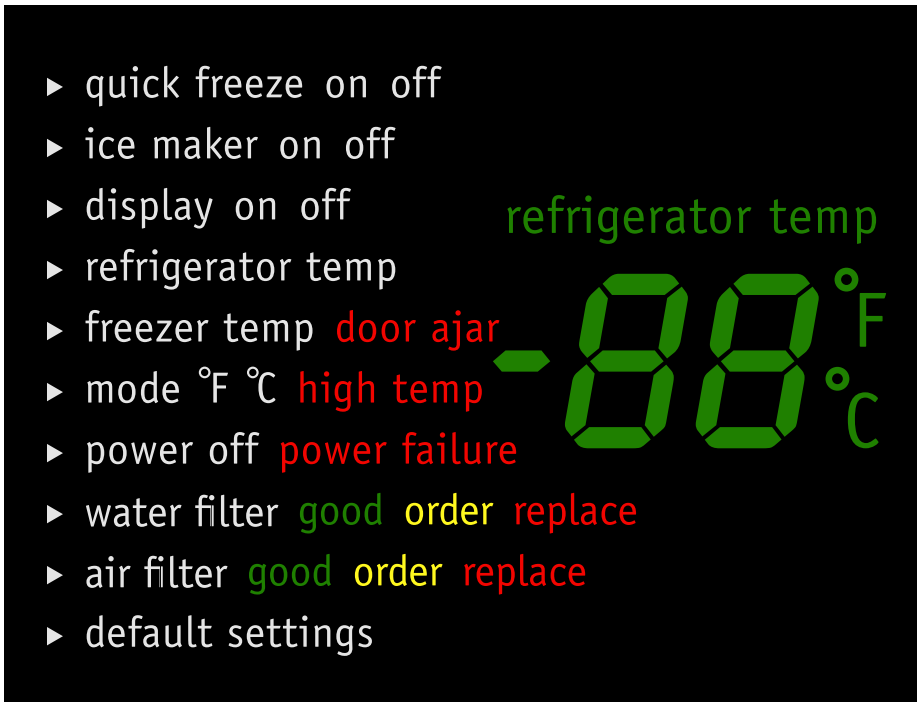 ▶ quick freeze on off
▶ ice maker on off
▶ display on off
▶ refrigerator temp
▶ freezer temp door ajar
▶ mode °F °C high temp
▶ power off power failure
▶ water filter good order replace
▶ air filter good order replace
▶ default settings
refrigerator temp
-88 °F °C